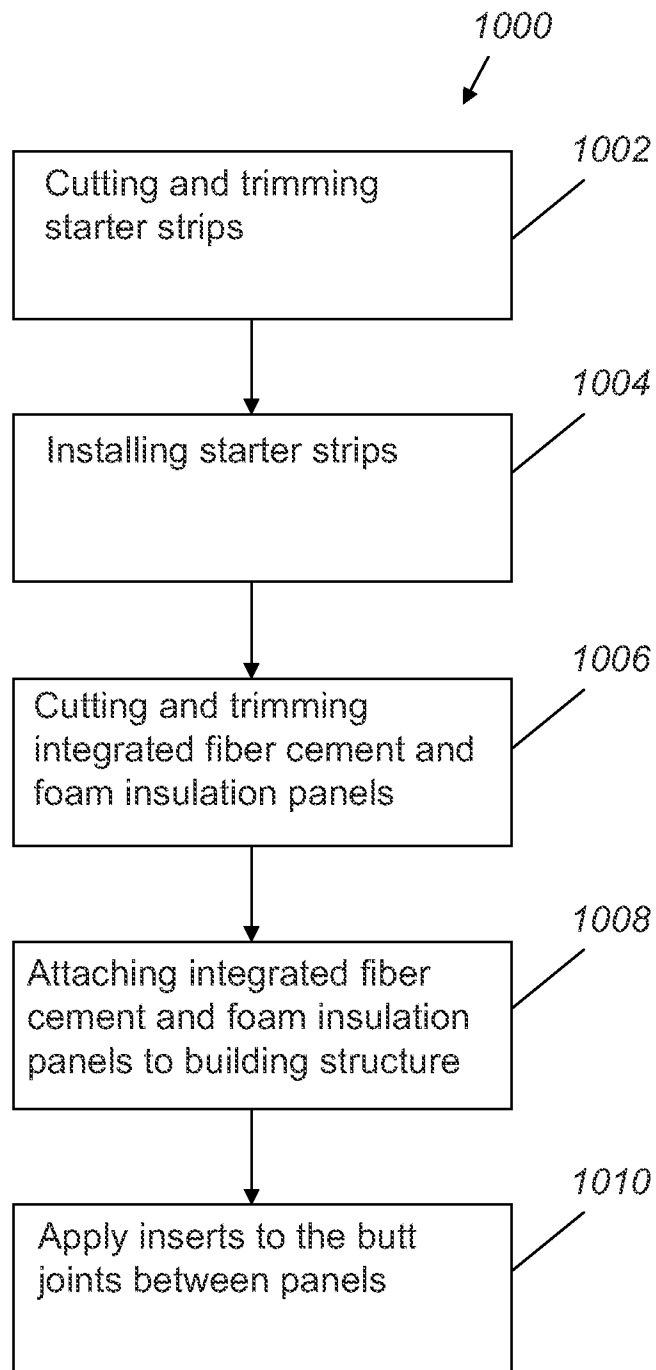 1000
1002
Cutting and trimming
starter strips
1004
Installing starter strips
1006
Cutting and trimming
integrated fiber cement and
foam insulation panels
1008
Attaching integrated fiber
cement and foam insulation
panels to building structure
1010
Apply inserts to the butt
joints between panels